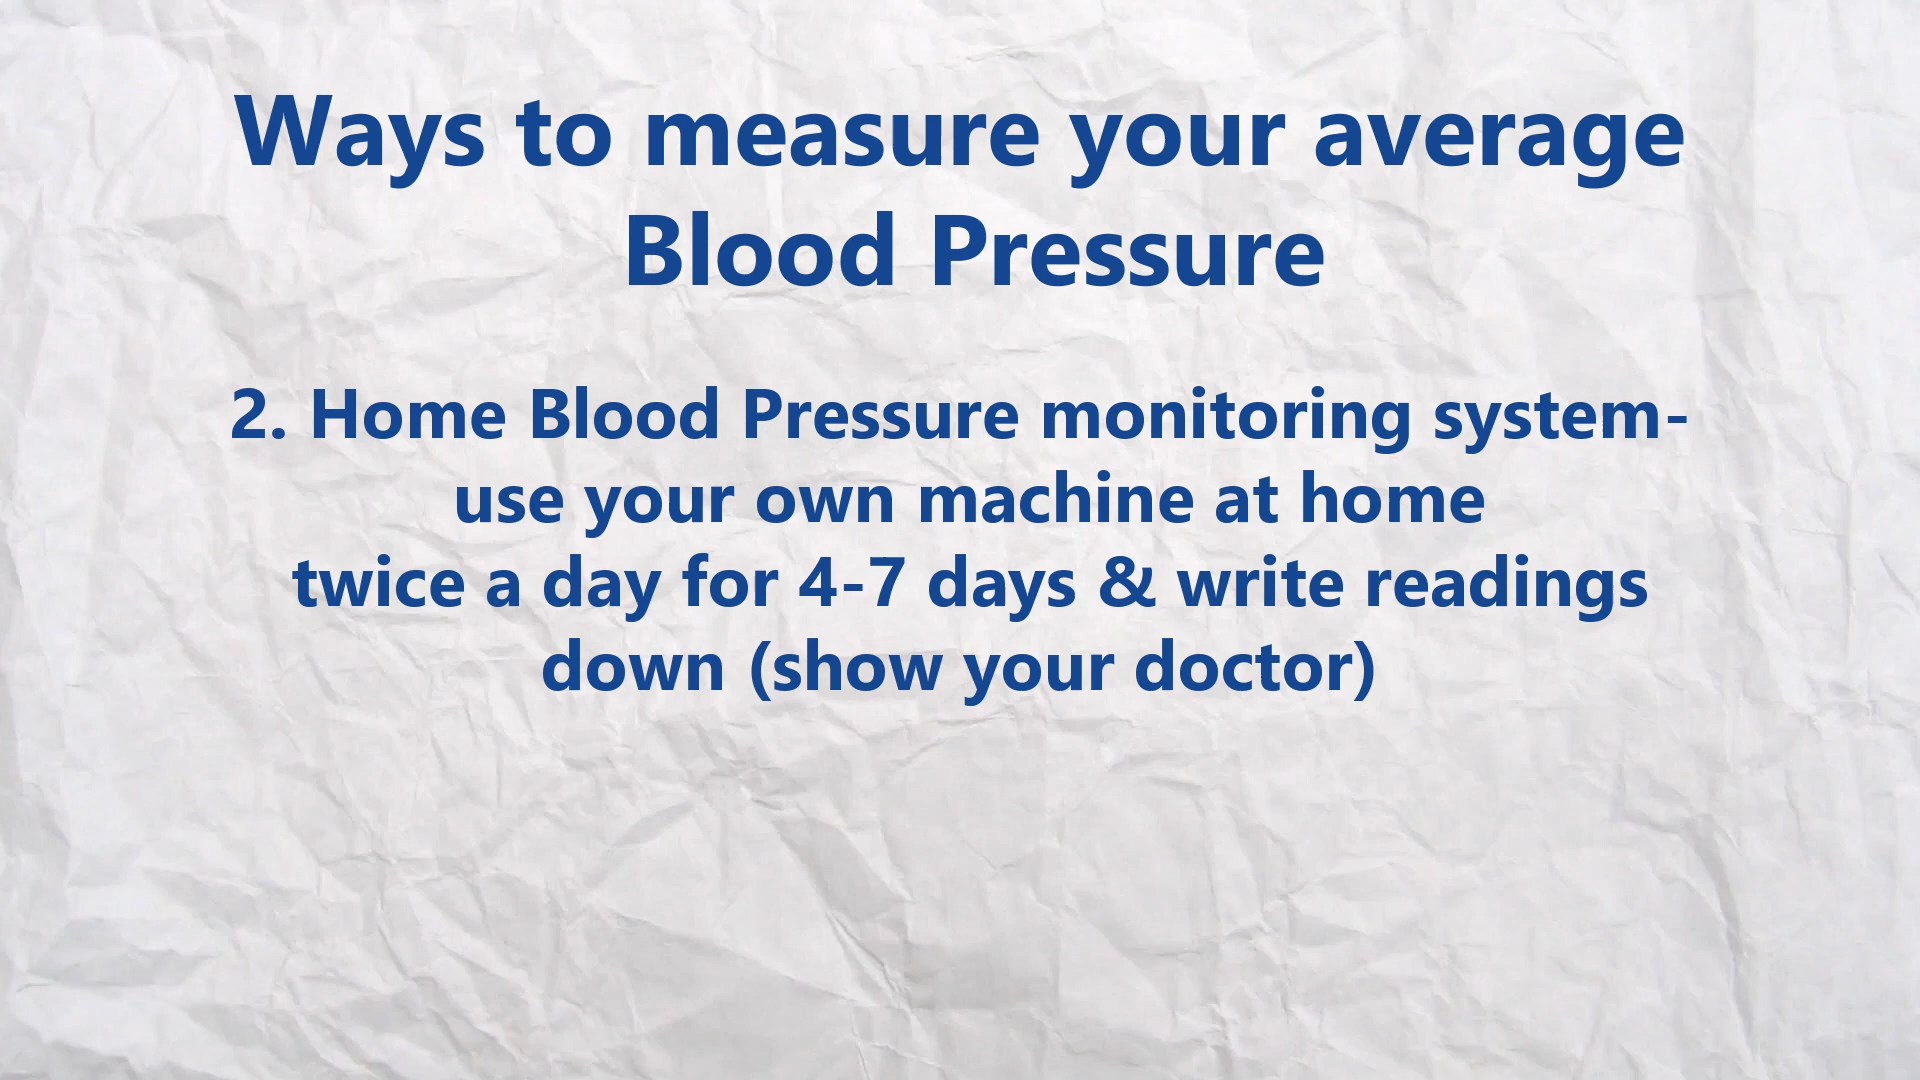 Ways to measure your average
Blood Pressure
2. Home Blood Pressure monitoring system-
use your own machine at home
twice a day for 4-7 days & write readings
down (show your doctor)